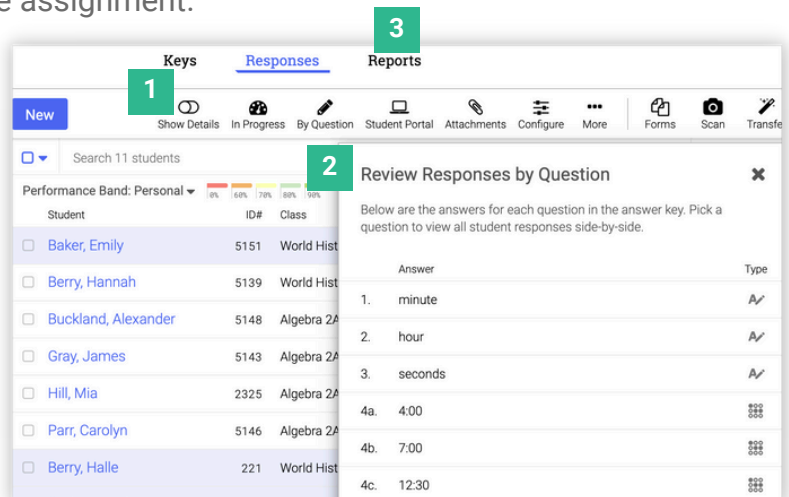 e assignment.
3
Keys Responses Reports
1
New
Show Details In Progress By Question Student Portal Attachments Configure More Forms Scan Transfe
Search 11 students
2
Review Responses by Question
Performance Band: Personal 0% 60% 70% 80% 90%
Below are the answers for each question in the answer key. Pick a
question to view all student responses side-by-side.
Student ID# Class
Answer Type
Baker, Emily 5151 World Hist
1. minute
Berry, Hannah 5139 World Hist
2. hour
Buckland, Alexander 5148 Algebra 2A
3. seconds
Gray, James 5143 Algebra 2A
4a. 4:00
Hill, Mia 2325 Algebra 2A
4b. 7:00
Parr, Carolyn 5146 Algebra 2A
4c. 12:30
Berry, Halle 221 World Hist